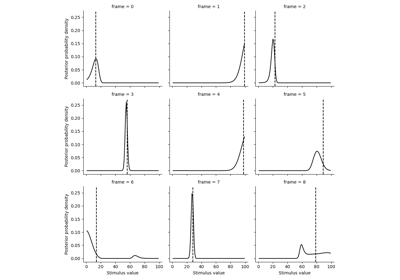 frame = 0
frame = 1
frame = 2
Posterior probability density
0.25
0.20
0.15
0.10
0.05
0.00
frame = 3
frame = 4
frame = 5
Posterior probability density
0.25
0.20
0.15
0.10
0.05
0.00
frame = 6
frame = 7
frame = 8
Posterior probability density
0.25
0.20
0.15
0.10
0.05
0.00
0 20 40 60 80 100
0 20 40 60 80 100
0 20 40 60 80 100
Stimulus value
Stimulus value
Stimulus value